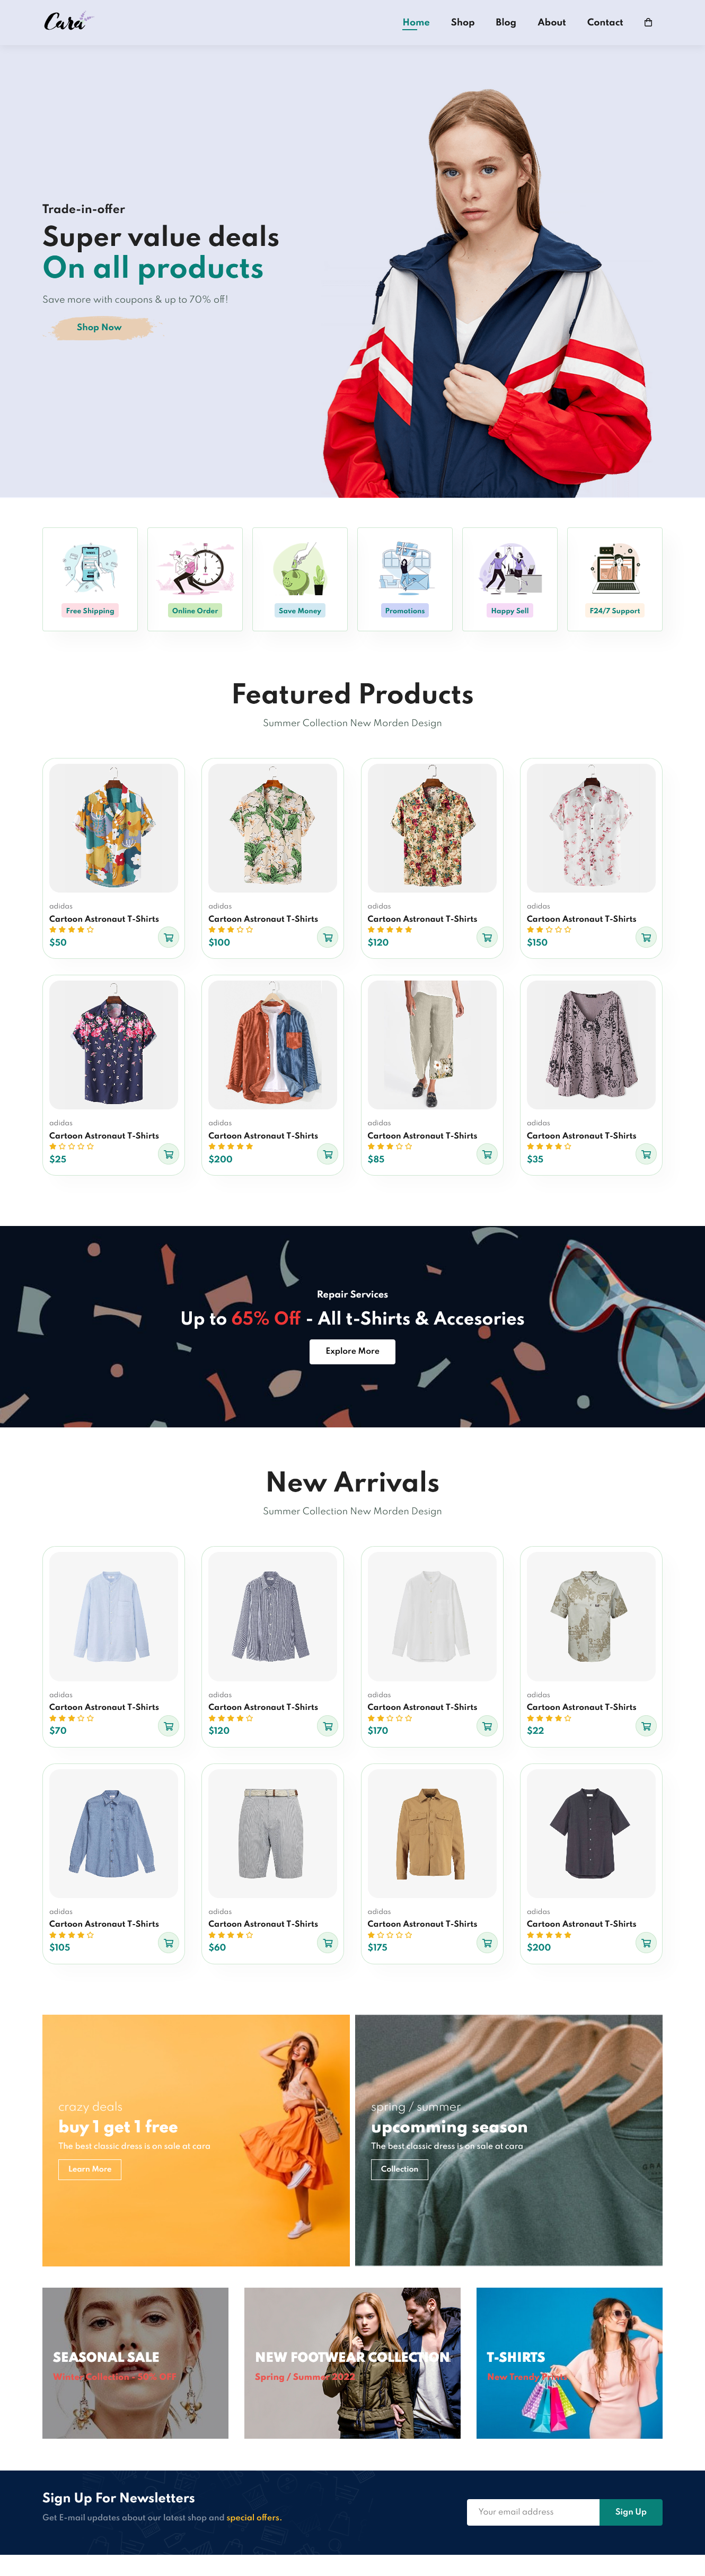 Cara
Home Shop Blog About Contact
Trade-in-offer
Super value deals
On all products
Save more with coupons & up to 70% off!
Shop Now
Free Shipping
Online Order
Save Money
Promotions
Happy Sell
F24/7 Support
Featured Products
Summer Collection New Morden Design
adidas
Cartoon Astronaut T-Shirts
$50
adidas
Cartoon Astronaut T-Shirts
$100
adidas
Cartoon Astronaut T-Shirts
$120
adidas
Cartoon Astronaut T-Shirts
$150
adidas
Cartoon Astronaut T-Shirts
$25
adidas
Cartoon Astronaut T-Shirts
$200
adidas
Cartoon Astronaut T-Shirts
$85
adidas
Cartoon Astronaut T-Shirts
$35
Repair Services
Up to 65% Off - All t-Shirts & Accesories
Explore More
New Arrivals
Summer Collection New Morden Design
adidas
Cartoon Astronaut T-Shirts
$70
adidas
Cartoon Astronaut T-Shirts
$120
adidas
Cartoon Astronaut T-Shirts
$170
adidas
Cartoon Astronaut T-Shirts
$22
adidas
Cartoon Astronaut T-Shirts
$105
adidas
Cartoon Astronaut T-Shirts
$60
adidas
Cartoon Astronaut T-Shirts
$175
adidas
Cartoon Astronaut T-Shirts
$200
crazy deals
buy 1 get 1 free
The best classic dress is on sale at cara
Learn More
spring / summer
upcomming season
The best classic dress is on sale at cara
Collection
SEASONAL SALE
Winter Collection - 50% OFF
NEW FOOTWEAR COLLECTION
Spring / Summer 2022
T-SHIRTS
New Trendy Prints
Sign Up For Newsletters
Get E-mail updates about our latest shop and special offers.
Your email address
Sign Up